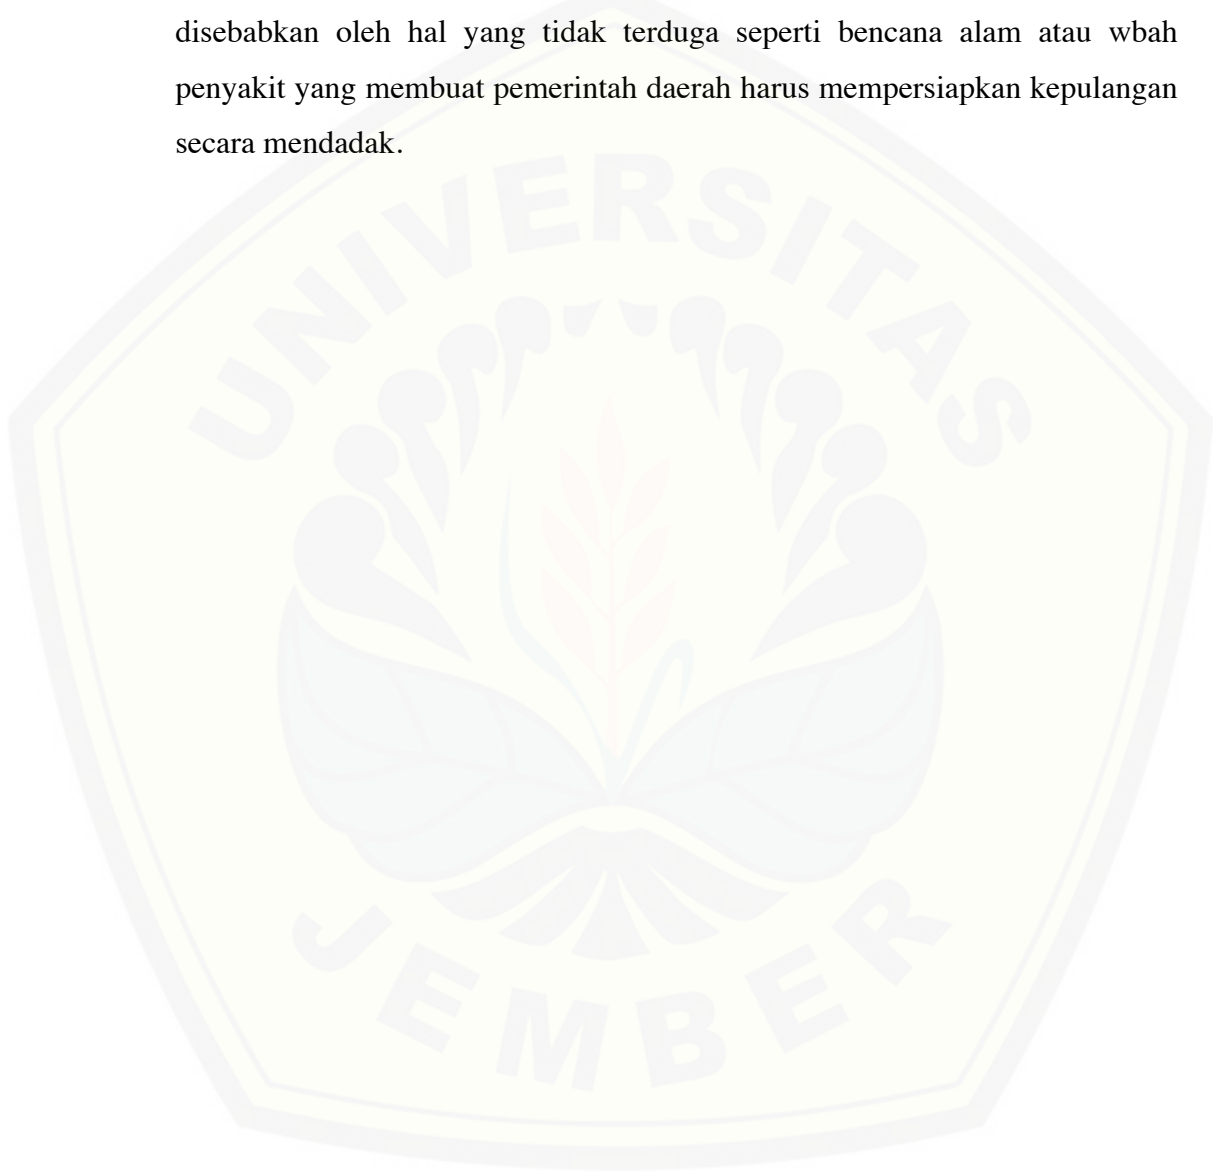 disebabkan oleh hal yang tidak terduga seperti bencana alam atau wbah
penyakit yang membuat pemerintah daerah harus mempersiapkan kepulangan
secara mendadak.
UNIVERSITAS
JEMBER